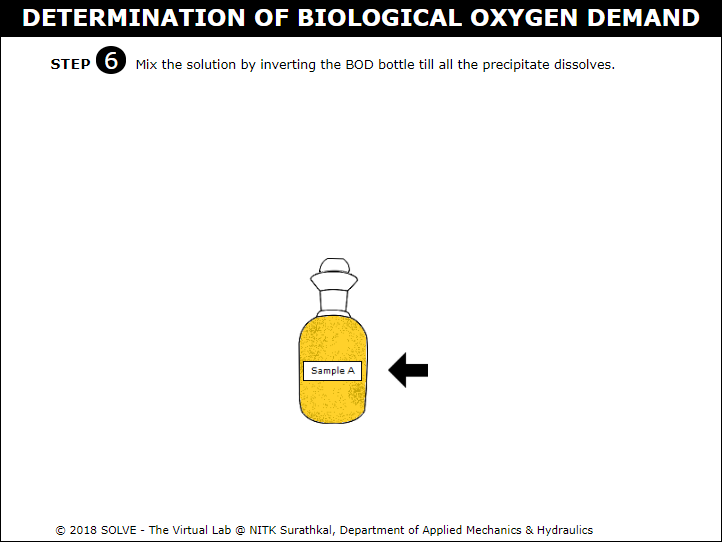 DETERMINATION OF BIOLOGICAL OXYGEN DEMAND
STEP 6 Mix the solution by inverting the BOD bottle till all the precipitate dissolves.
Sample A
© 2018 SOLVE - The Virtual Lab @ NITK Surathkal, Department of Applied Mechanics & Hydraulics